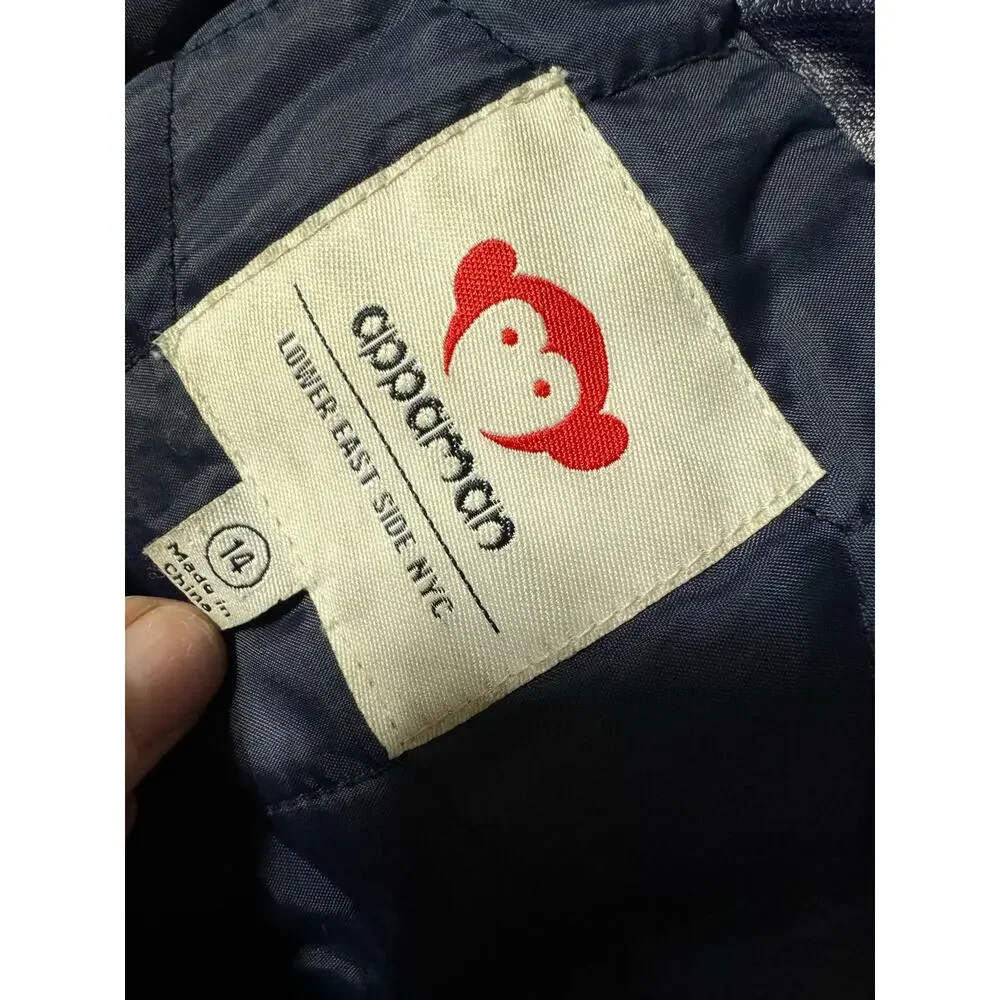 appaman
LOWER EAST SIDE NYC
14
Made in
China